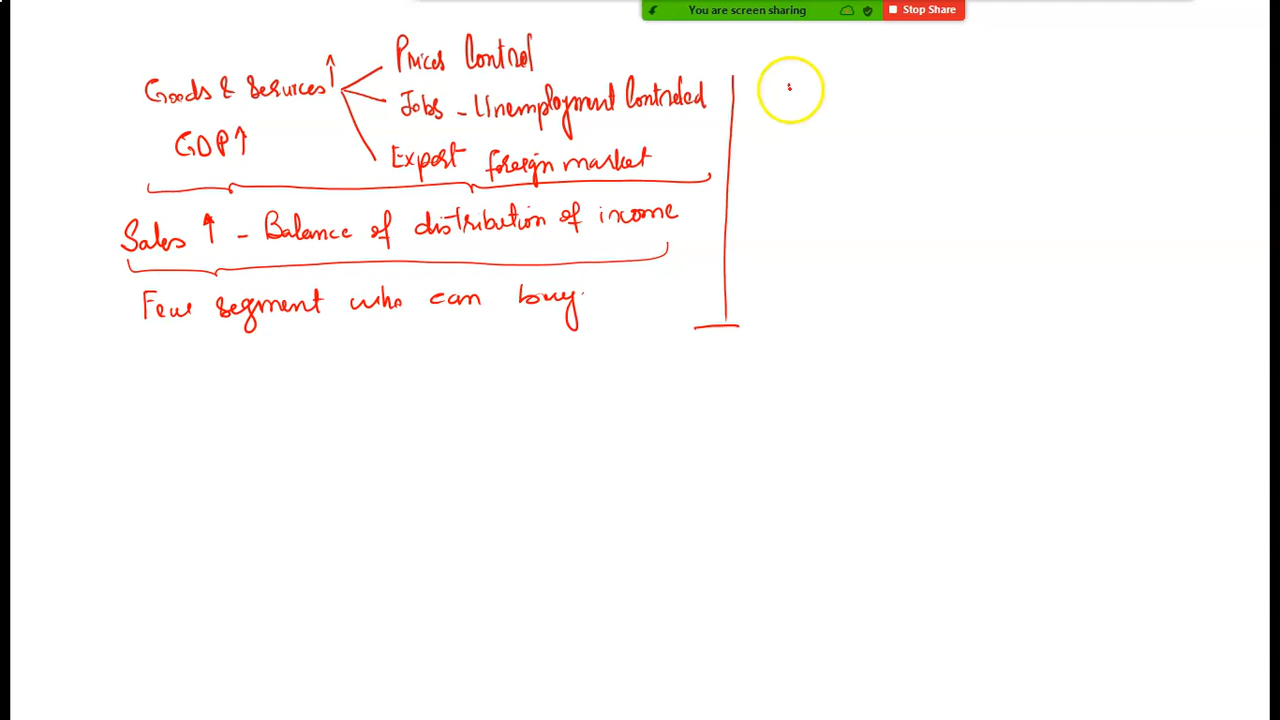 You are screen sharing Stop Share
Prices Control
Goods & Services ↑
Jobs - Unemployment Controlled
GDP ↑
Export foreign market
Sales ↑ - Balance of distribution of income
Few segment who can buy.